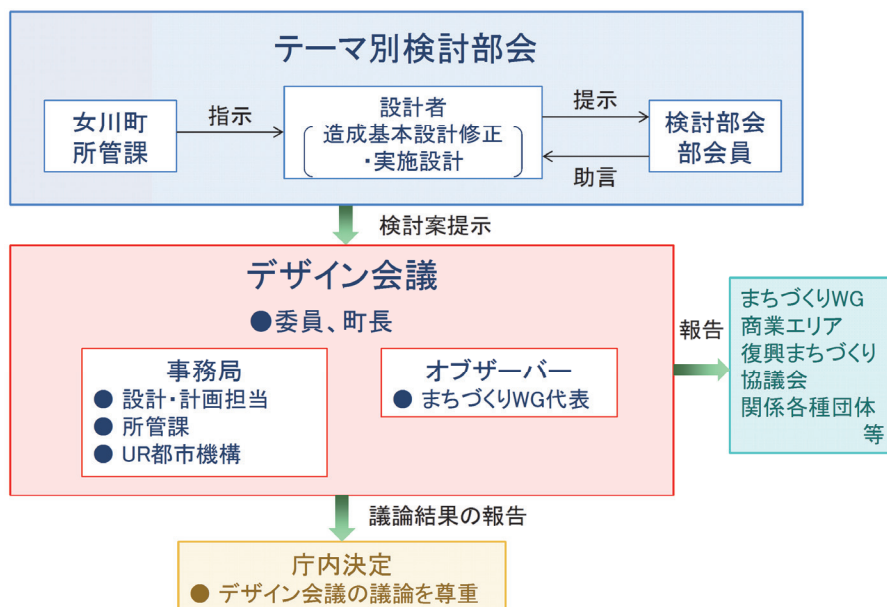 テーマ別検討部会
女川町
所管課
指示
設計者
造成基本設計修正
・実施設計
提示
助言
検討部会
部会員
検討案提示
デザイン会議
●委員、町長
事務局
● 設計・計画担当
● 所管課
● UR都市機構
オブザーバー
● まちづくりWG代表
報告
まちづくりWG
商業エリア
復興まちづくり
協議会
関係各種団体
等
議論結果の報告
庁内決定
● デザイン会議の議論を尊重